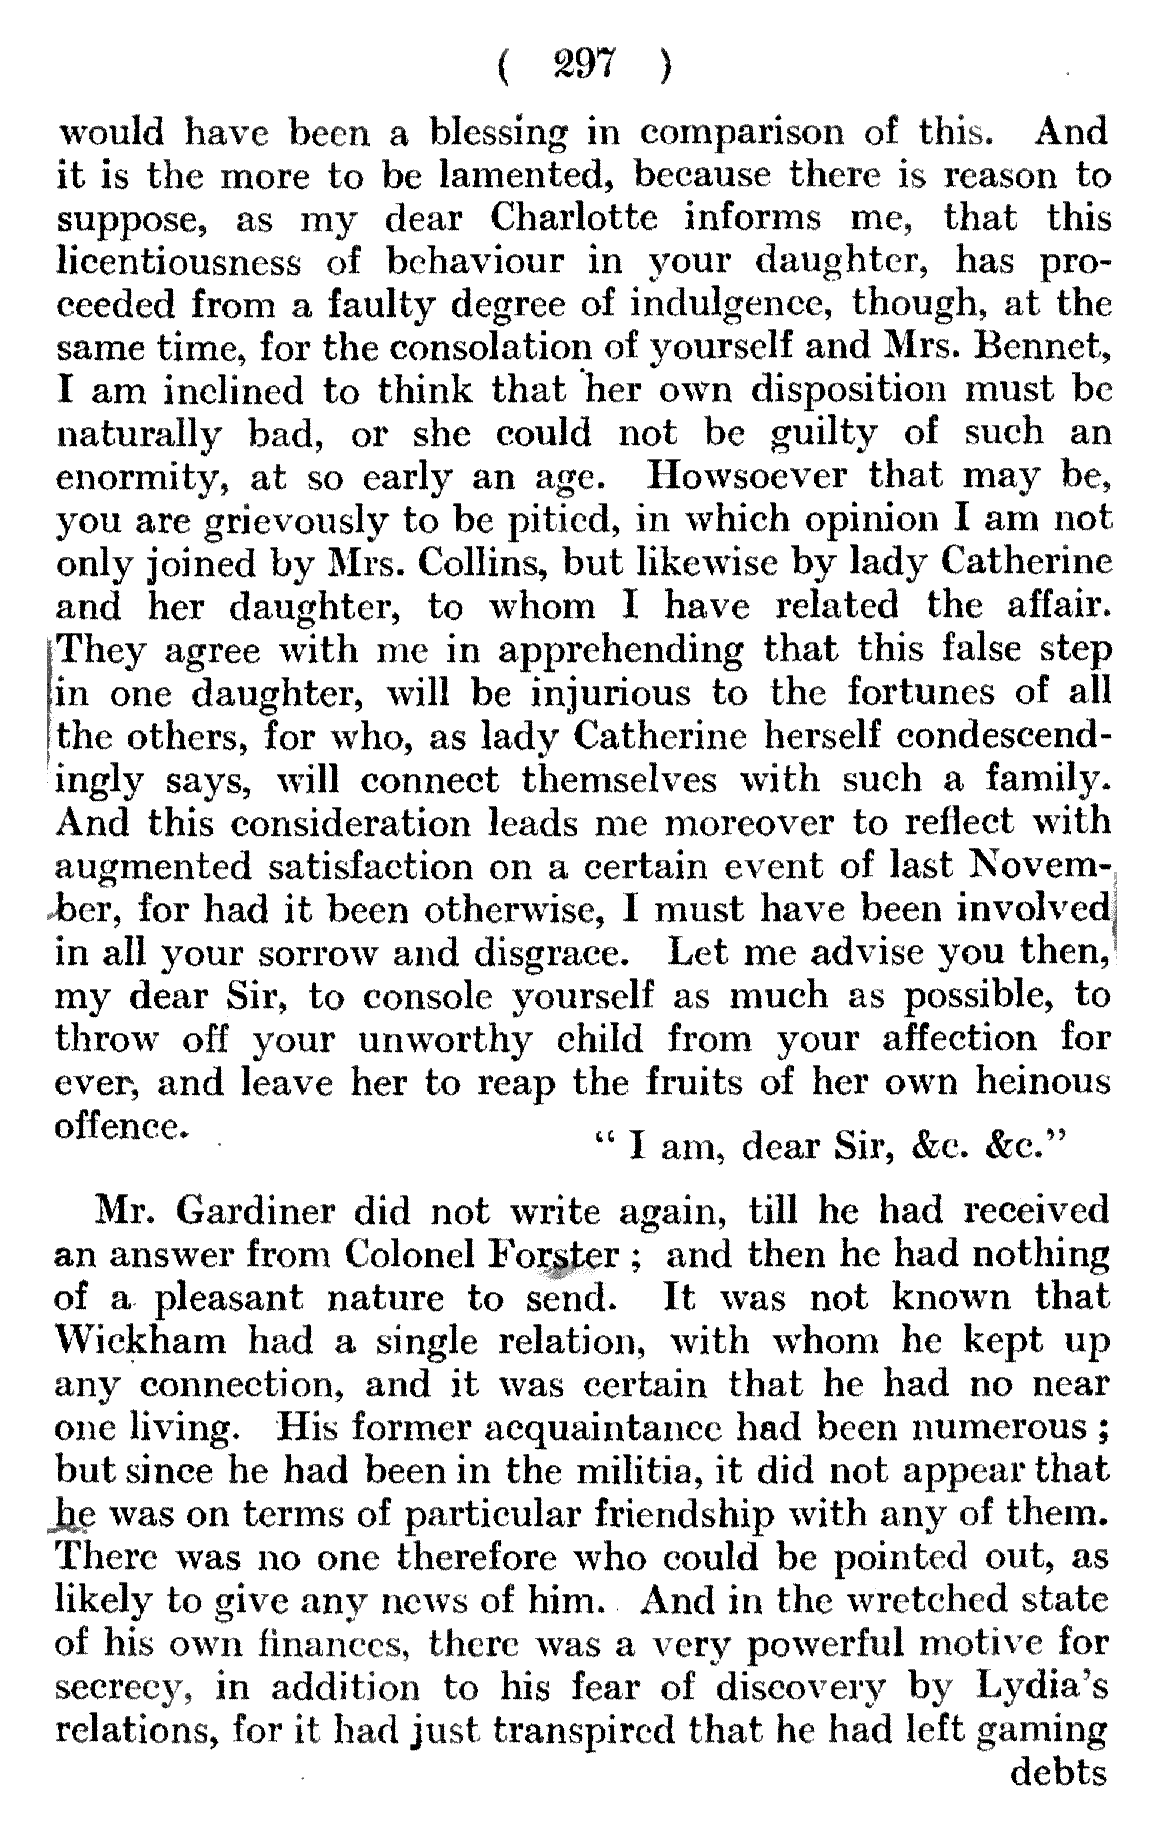 ( 297 )
would have been a blessing in comparison of this. And
it is the more to be lamented, because there is reason to
suppose, as my dear Charlotte informs me, that this
licentiousness of behaviour in your daughter, has pro-
ceeded from a faulty degree of indulgence, though, at the
same time, for the consolation of yourself and Mrs. Bennet,
I am inclined to think that her own disposition must be
naturally bad, or she could not be guilty of such an
enormity, at so early an age. Howsoever that may be,
you are grievously to be pitied, in which opinion I am not
only joined by Mrs. Collins, but likewise by lady Catherine
and her daughter, to whom I have related the affair.
They agree with me in apprehending that this false step
in one daughter, will be injurious to the fortunes of all
the others, for who, as lady Catherine herself condescend-
ingly says, will connect themselves with such a family.
And this consideration leads me moreover to reflect with
augmented satisfaction on a certain event of last Novem-
ber, for had it been otherwise, I must have been involved
in all your sorrow and disgrace. Let me advise you then,
my dear Sir, to console yourself as much as possible, to
throw off your unworthy child from your affection for
ever, and leave her to reap the fruits of her own heinous
offence.
“ I am, dear Sir, &c. &c.”
Mr. Gardiner did not write again, till he had received
an answer from Colonel Forster ; and then he had nothing
of a pleasant nature to send. It was not known that
Wickham had a single relation, with whom he kept up
any connection, and it was certain that he had no near
one living. His former acquaintance had been numerous ;
but since he had been in the militia, it did not appear that
he was on terms of particular friendship with any of them.
There was no one therefore who could be pointed out, as
likely to give any news of him. And in the wretched state
of his own finances, there was a very powerful motive for
secrecy, in addition to his fear of discovery by Lydia’s
relations, for it had just transpired that he had left gaming
debts